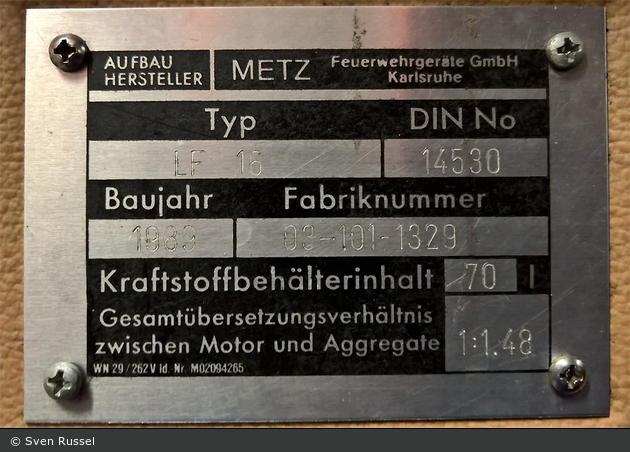 AUFBAU
HERSTELLER
METZ
Feuerwehrgeräte GmbH
Karlsruhe
Typ
DIN No
LF 16
14530
Baujahr
Fabriknummer
1989
03-101-1329
Kraftstoffbehälterinhalt 70 l
Gesamtübersetzungsverhältnis
zwischen Motor und Aggregate 1:1.48
WN 29/262 V Id.-Nr. M02094265
© Sven Russel